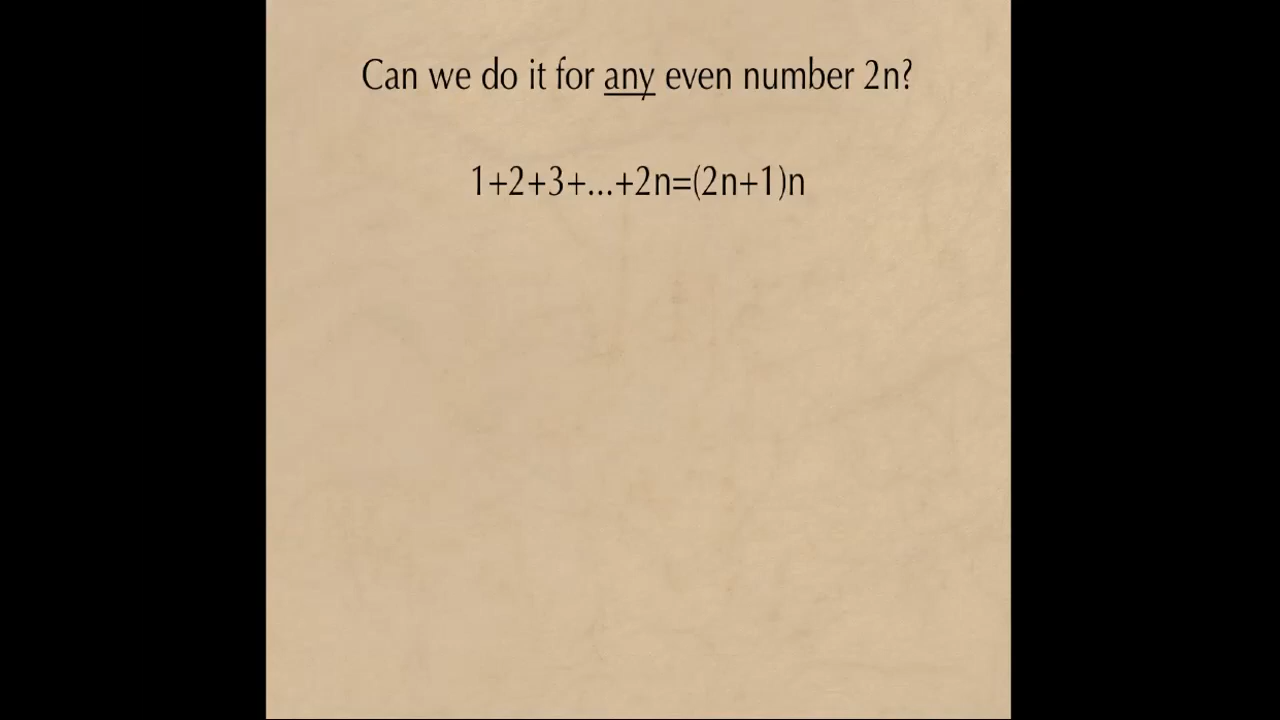 Can we do it for any even number 2n?
1+2+3+...+2n=(2n+1)n